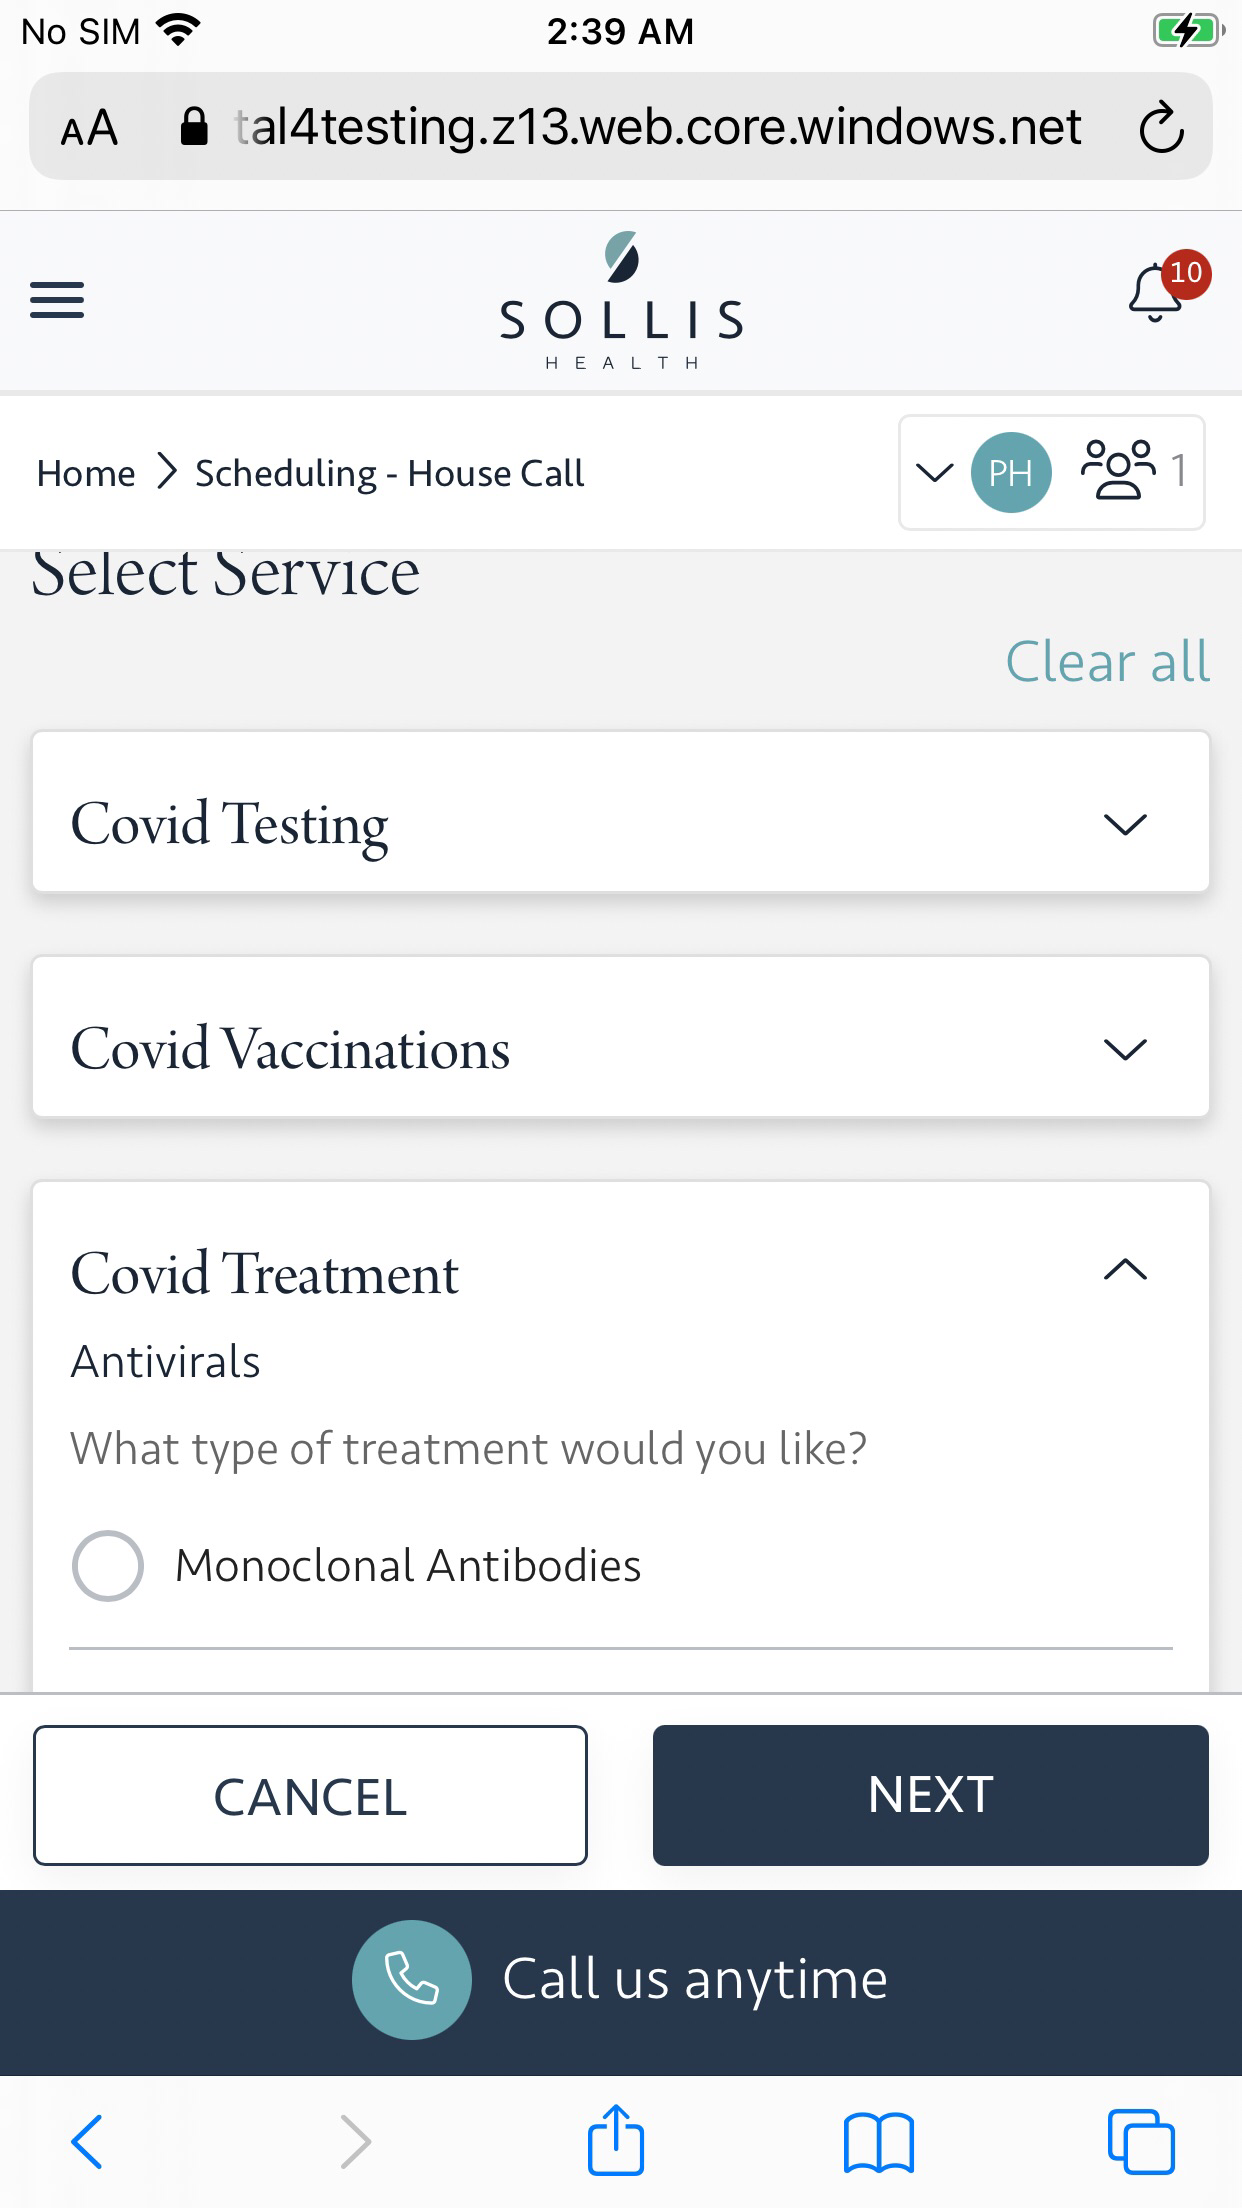 No SIM
2:39 AM
AA
tal4testing.z13.web.core.windows.net
10
SOLLIS
HEALTH
Home
Scheduling - House Call
PH
1
Select Service
Clear all
Covid Testing
Covid Vaccinations
Covid Treatment
Antivirals
What type of treatment would you like?
Monoclonal Antibodies
CANCEL
NEXT
Call us anytime